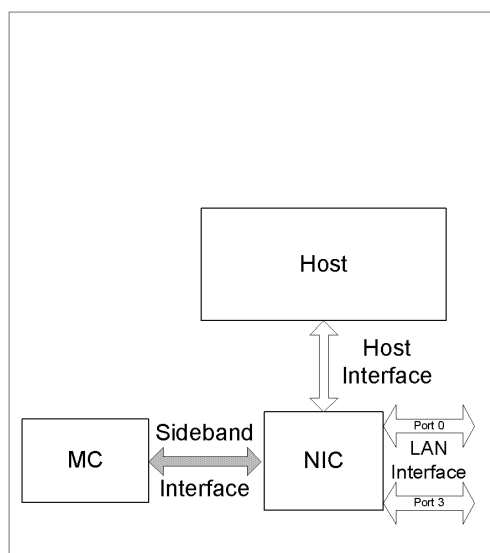 Host
Host
Interface
Sideband
Interface
MC
NIC
Port 0
LAN
Interface
Port 3